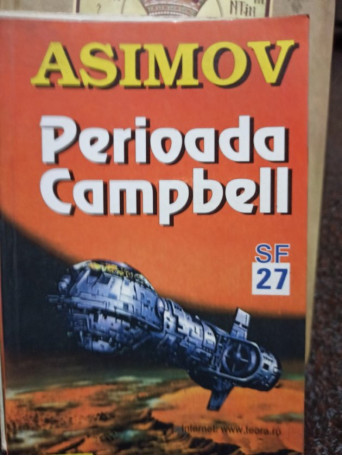 ASIMOV
Perioada
Campbell
SF
27
Internet: www.teora.ro